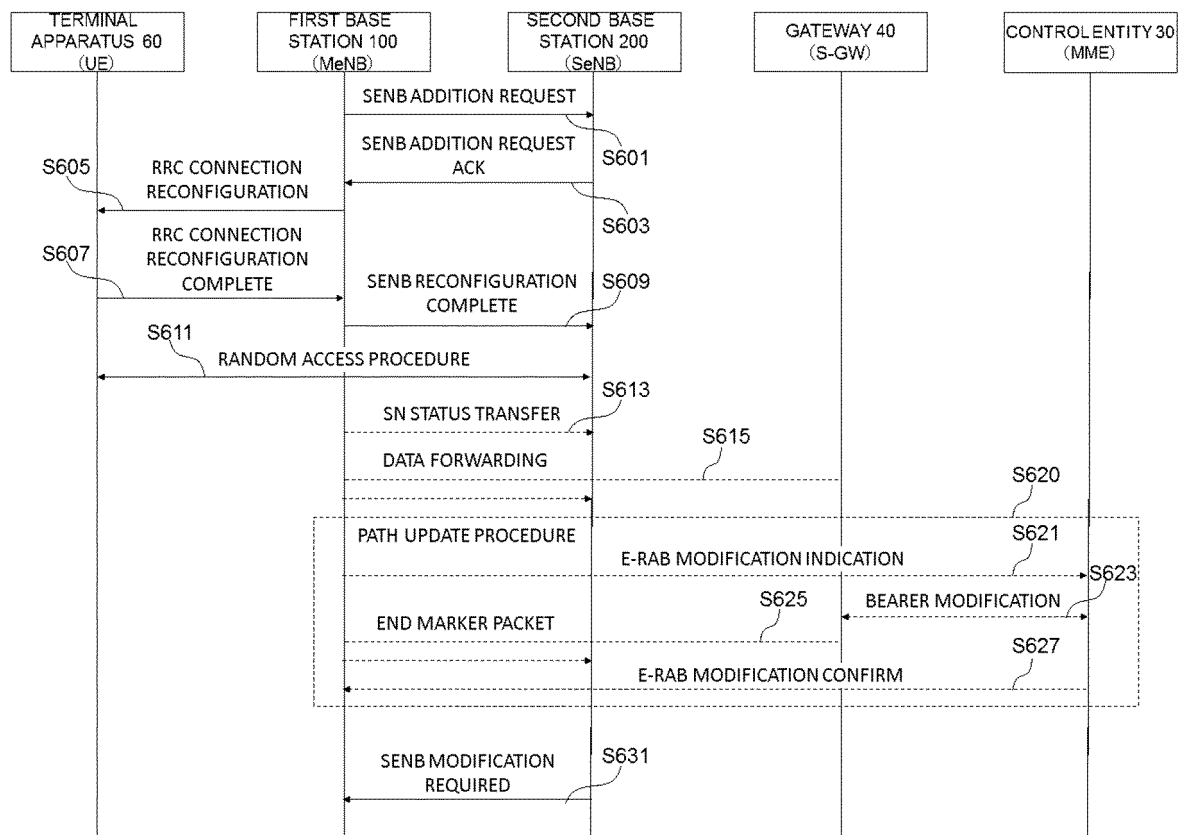 TERMINAL
APPARATUS 60
(UE)
FIRST BASE
STATION 100
(MeNB)
SECOND BASE
STATION 200
(SeNB)
GATEWAY 40
(S-GW)
CONTROL ENTITY 30
(MME)
SENB ADDITION REQUEST
S601
SENB ADDITION REQUEST
ACK
S603
S605
RRC CONNECTION
RECONFIGURATION
S607
RRC CONNECTION
RECONFIGURATION
COMPLETE
SENB RECONFIGURATION
COMPLETE
S609
S611
RANDOM ACCESS PROCEDURE
S613
SN STATUS TRANSFER
S615
DATA FORWARDING
S620
PATH UPDATE PROCEDURE
S621
E-RAB MODIFICATION INDICATION
S623
BEARER MODIFICATION
S625
END MARKER PACKET
S627
E-RAB MODIFICATION CONFIRM
SENB MODIFICATION
REQUIRED
S631